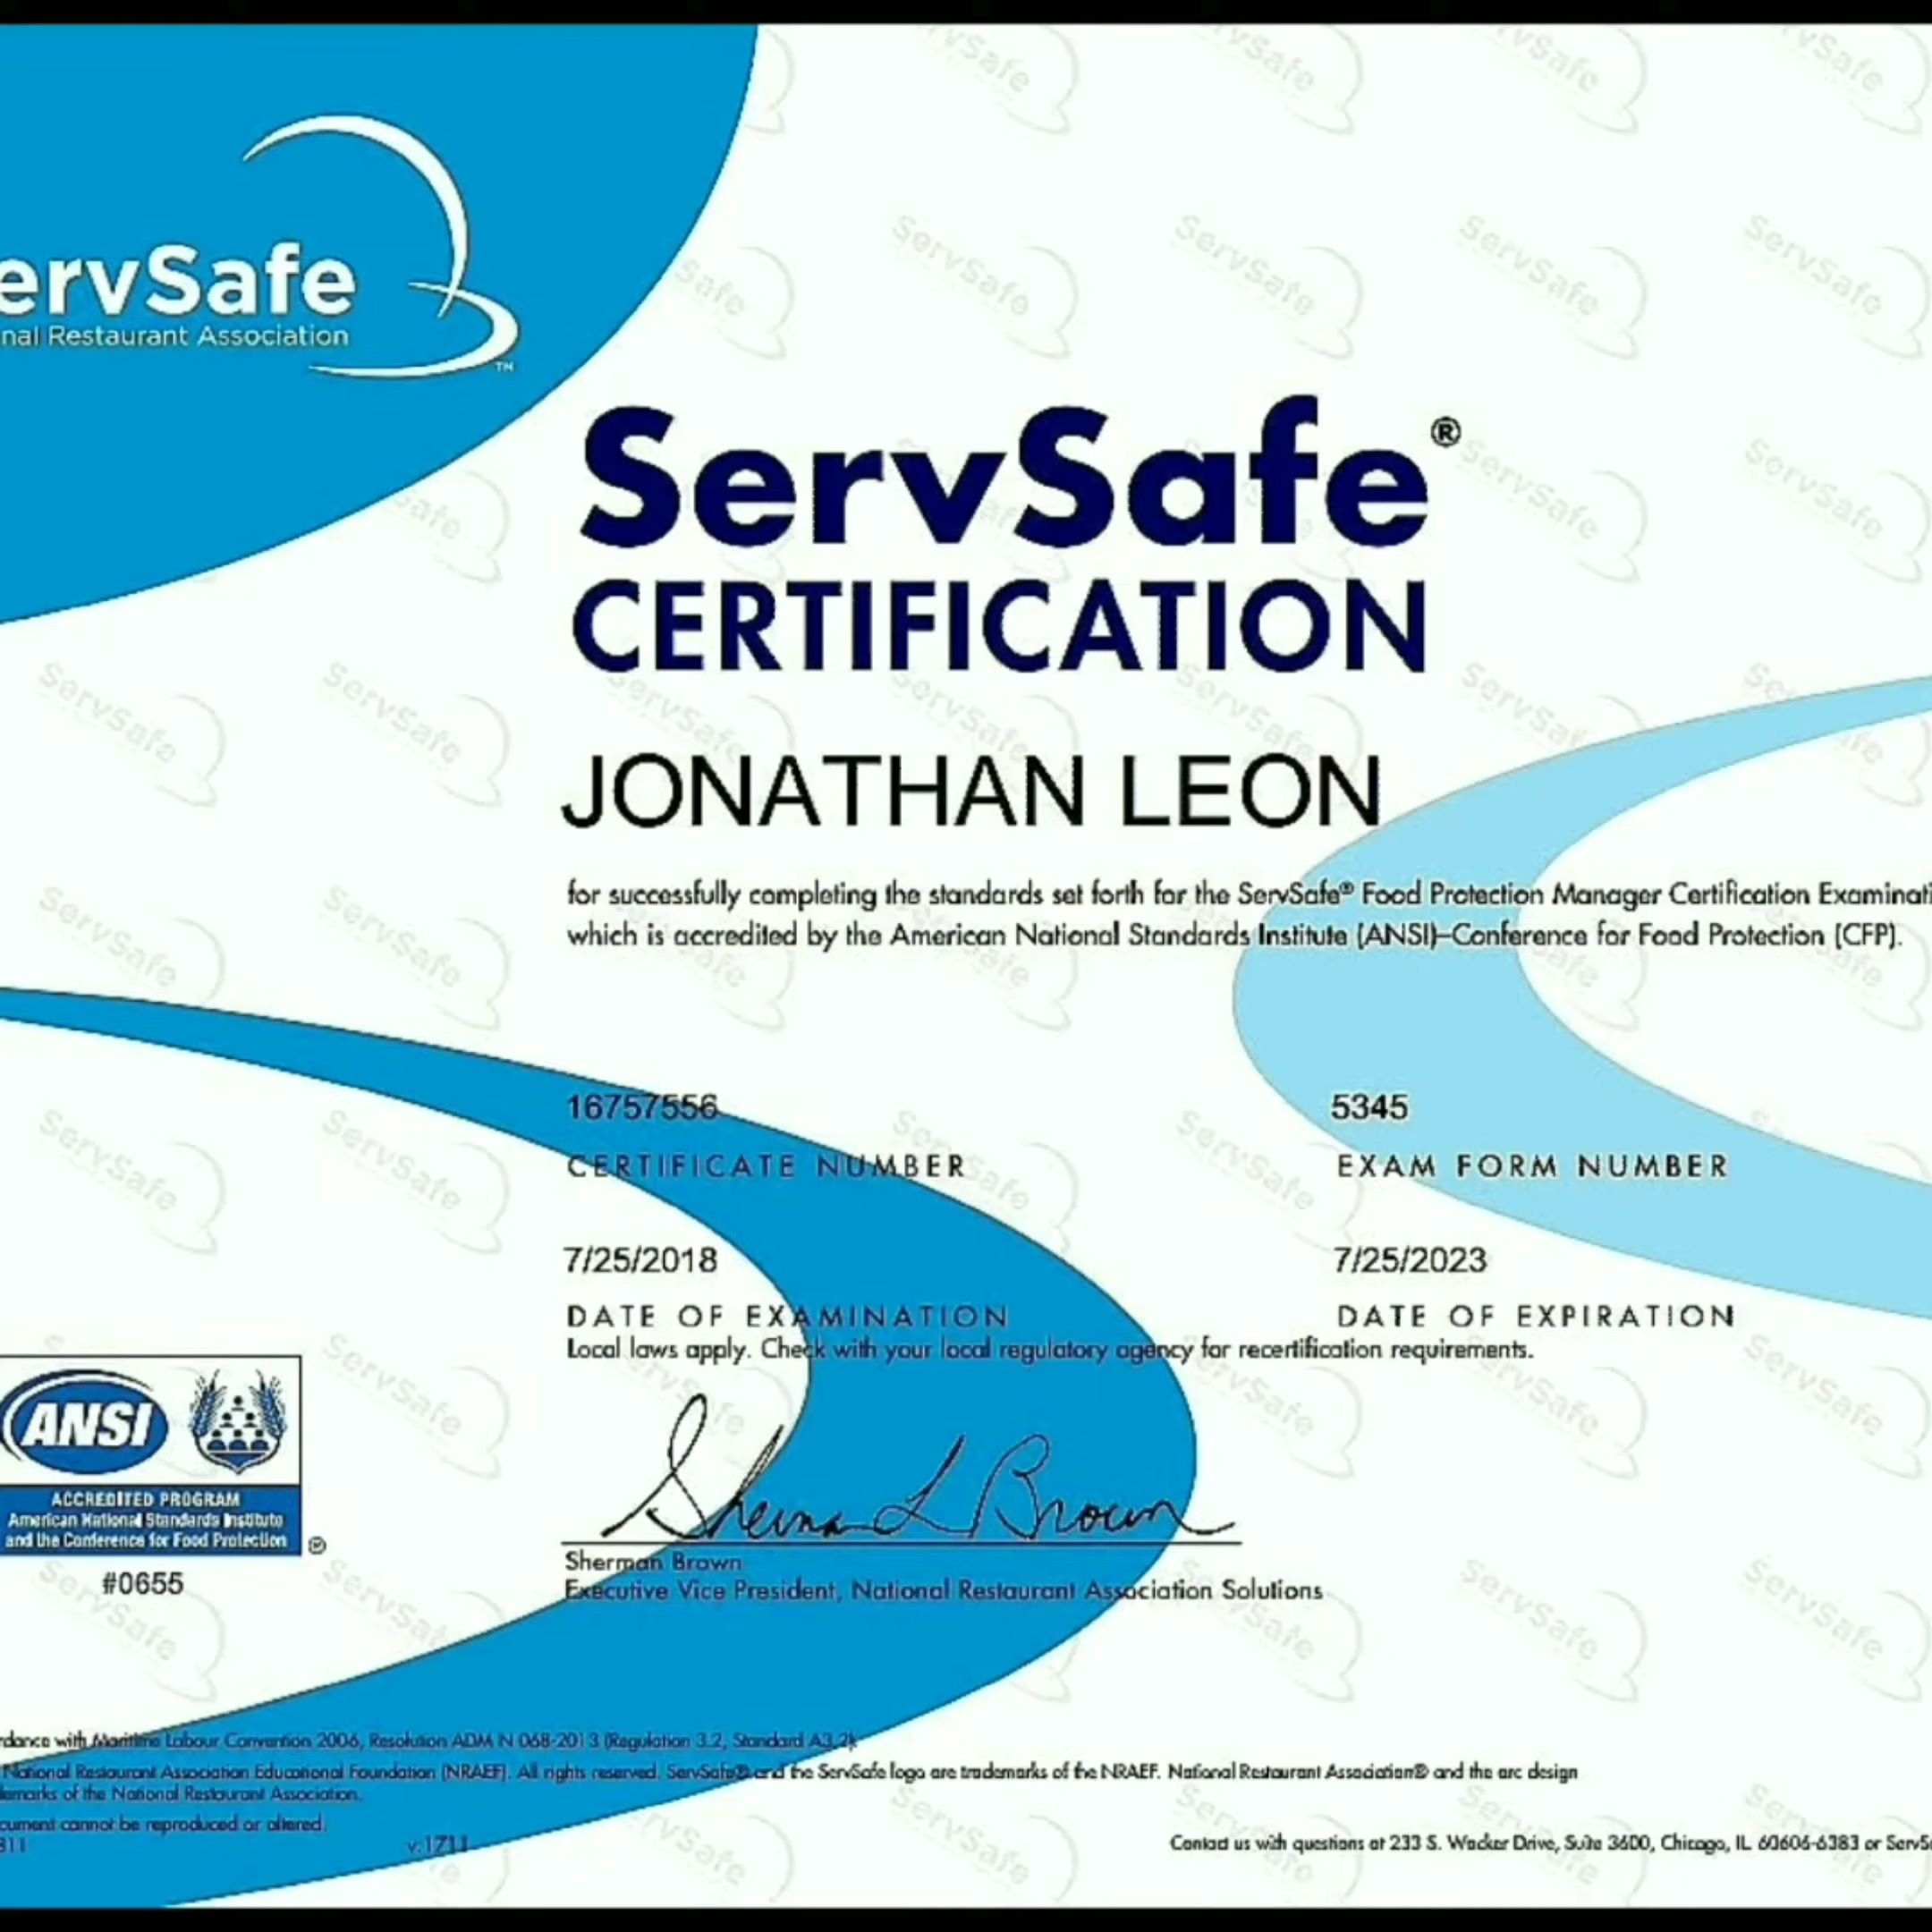 ervSafe
nal Restaurant Association
TM
ServSafe®
CERTIFICATION
JONATHAN LEON
for successfully completing the standards set forth for the ServSafe® Food Protection Manager Certification Examinati
which is accredited by the American National Standards Institute (ANSI)–Conference for Food Protection (CFP).
16757556
5345
CERTIFICATE NUMBER
EXAM FORM NUMBER
7/25/2018
7/25/2023
DATE OF EXAMINATION
DATE OF EXPIRATION
Local laws apply. Check with your local regulatory agency for recertification requirements.
ANSI
ACCREDITED PROGRAM
American National Standards Institute
and the Conference for Food Protection
#0655
Sherman Brown
Executive Vice President, National Restaurant Association Solutions
rdance with Maritime Labour Convention 2006, Resolution ADM N 068-2013 (Regulation 3.2, Standard A3.2).
National Restaurant Association Educational Foundation (NRAEF). All rights reserved. ServSafe® and the ServSafe logo are trademarks of the NRAEF. National Restaurant Association® and the arc design
demarks of the National Restaurant Association.
cument cannot be reproduced or altered.
811
v.1711
Contact us with questions at 233 S. Wacker Drive, Suite 3600, Chicago, IL 60606-6383 or ServS